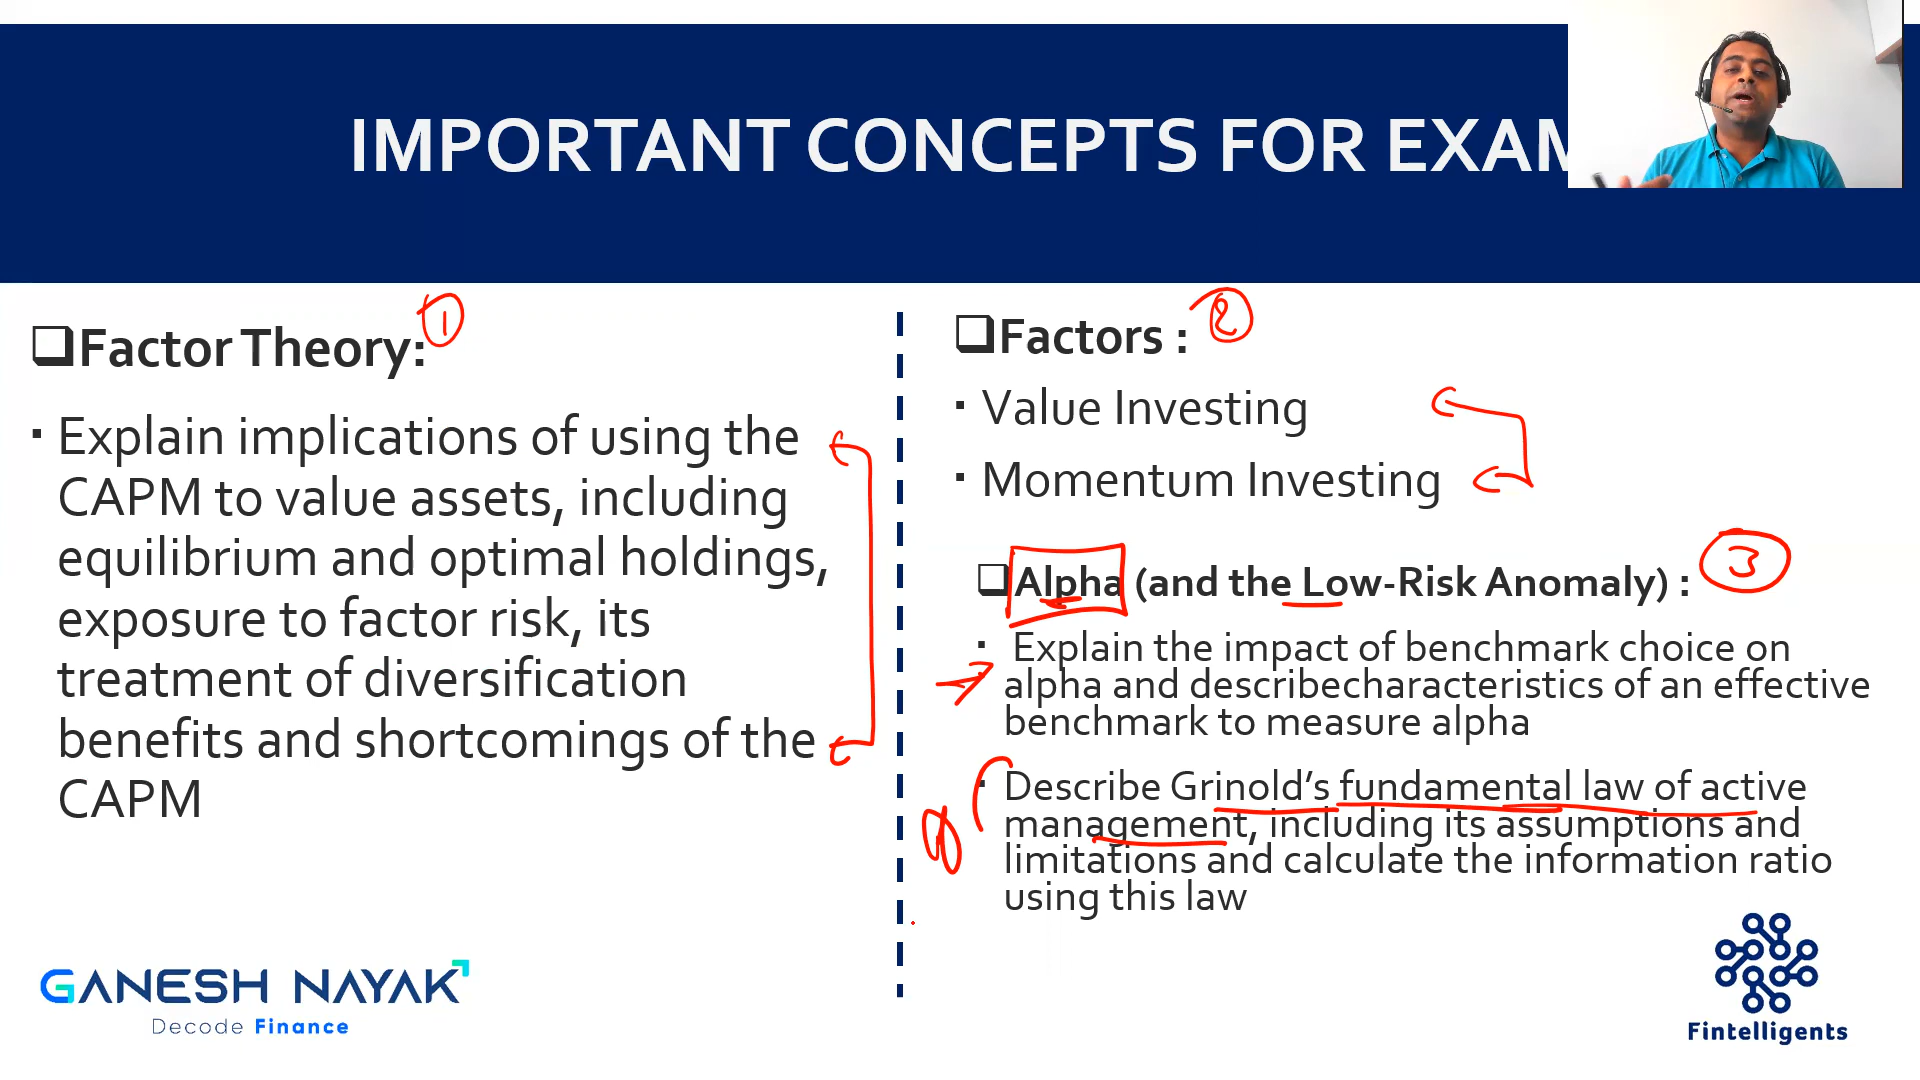 IMPORTANT CONCEPTS FOR EXAM
Factor Theory:
1
Explain implications of using the
CAPM to value assets, including
equilibrium and optimal holdings,
exposure to factor risk, its
treatment of diversification
benefits and shortcomings of the
CAPM
Factors :
2
Value Investing
Momentum Investing
Alpha (and the Low-Risk Anomaly) :
3
Explain the impact of benchmark choice on
alpha and describecharacteristics of an effective
benchmark to measure alpha
Describe Grinold's fundamental law of active
management, including its assumptions and
limitations and calculate the information ratio
using this law
GANESH NAYAK
Decode Finance
Fintelligents